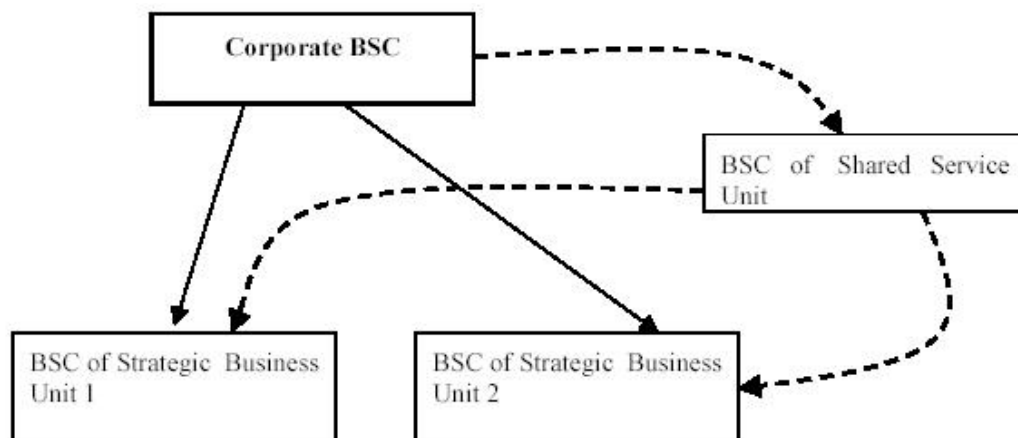 Corporate BSC
BSC of Shared Service
Unit
BSC of Strategic Business
Unit 1
BSC of Strategic Business
Unit 2